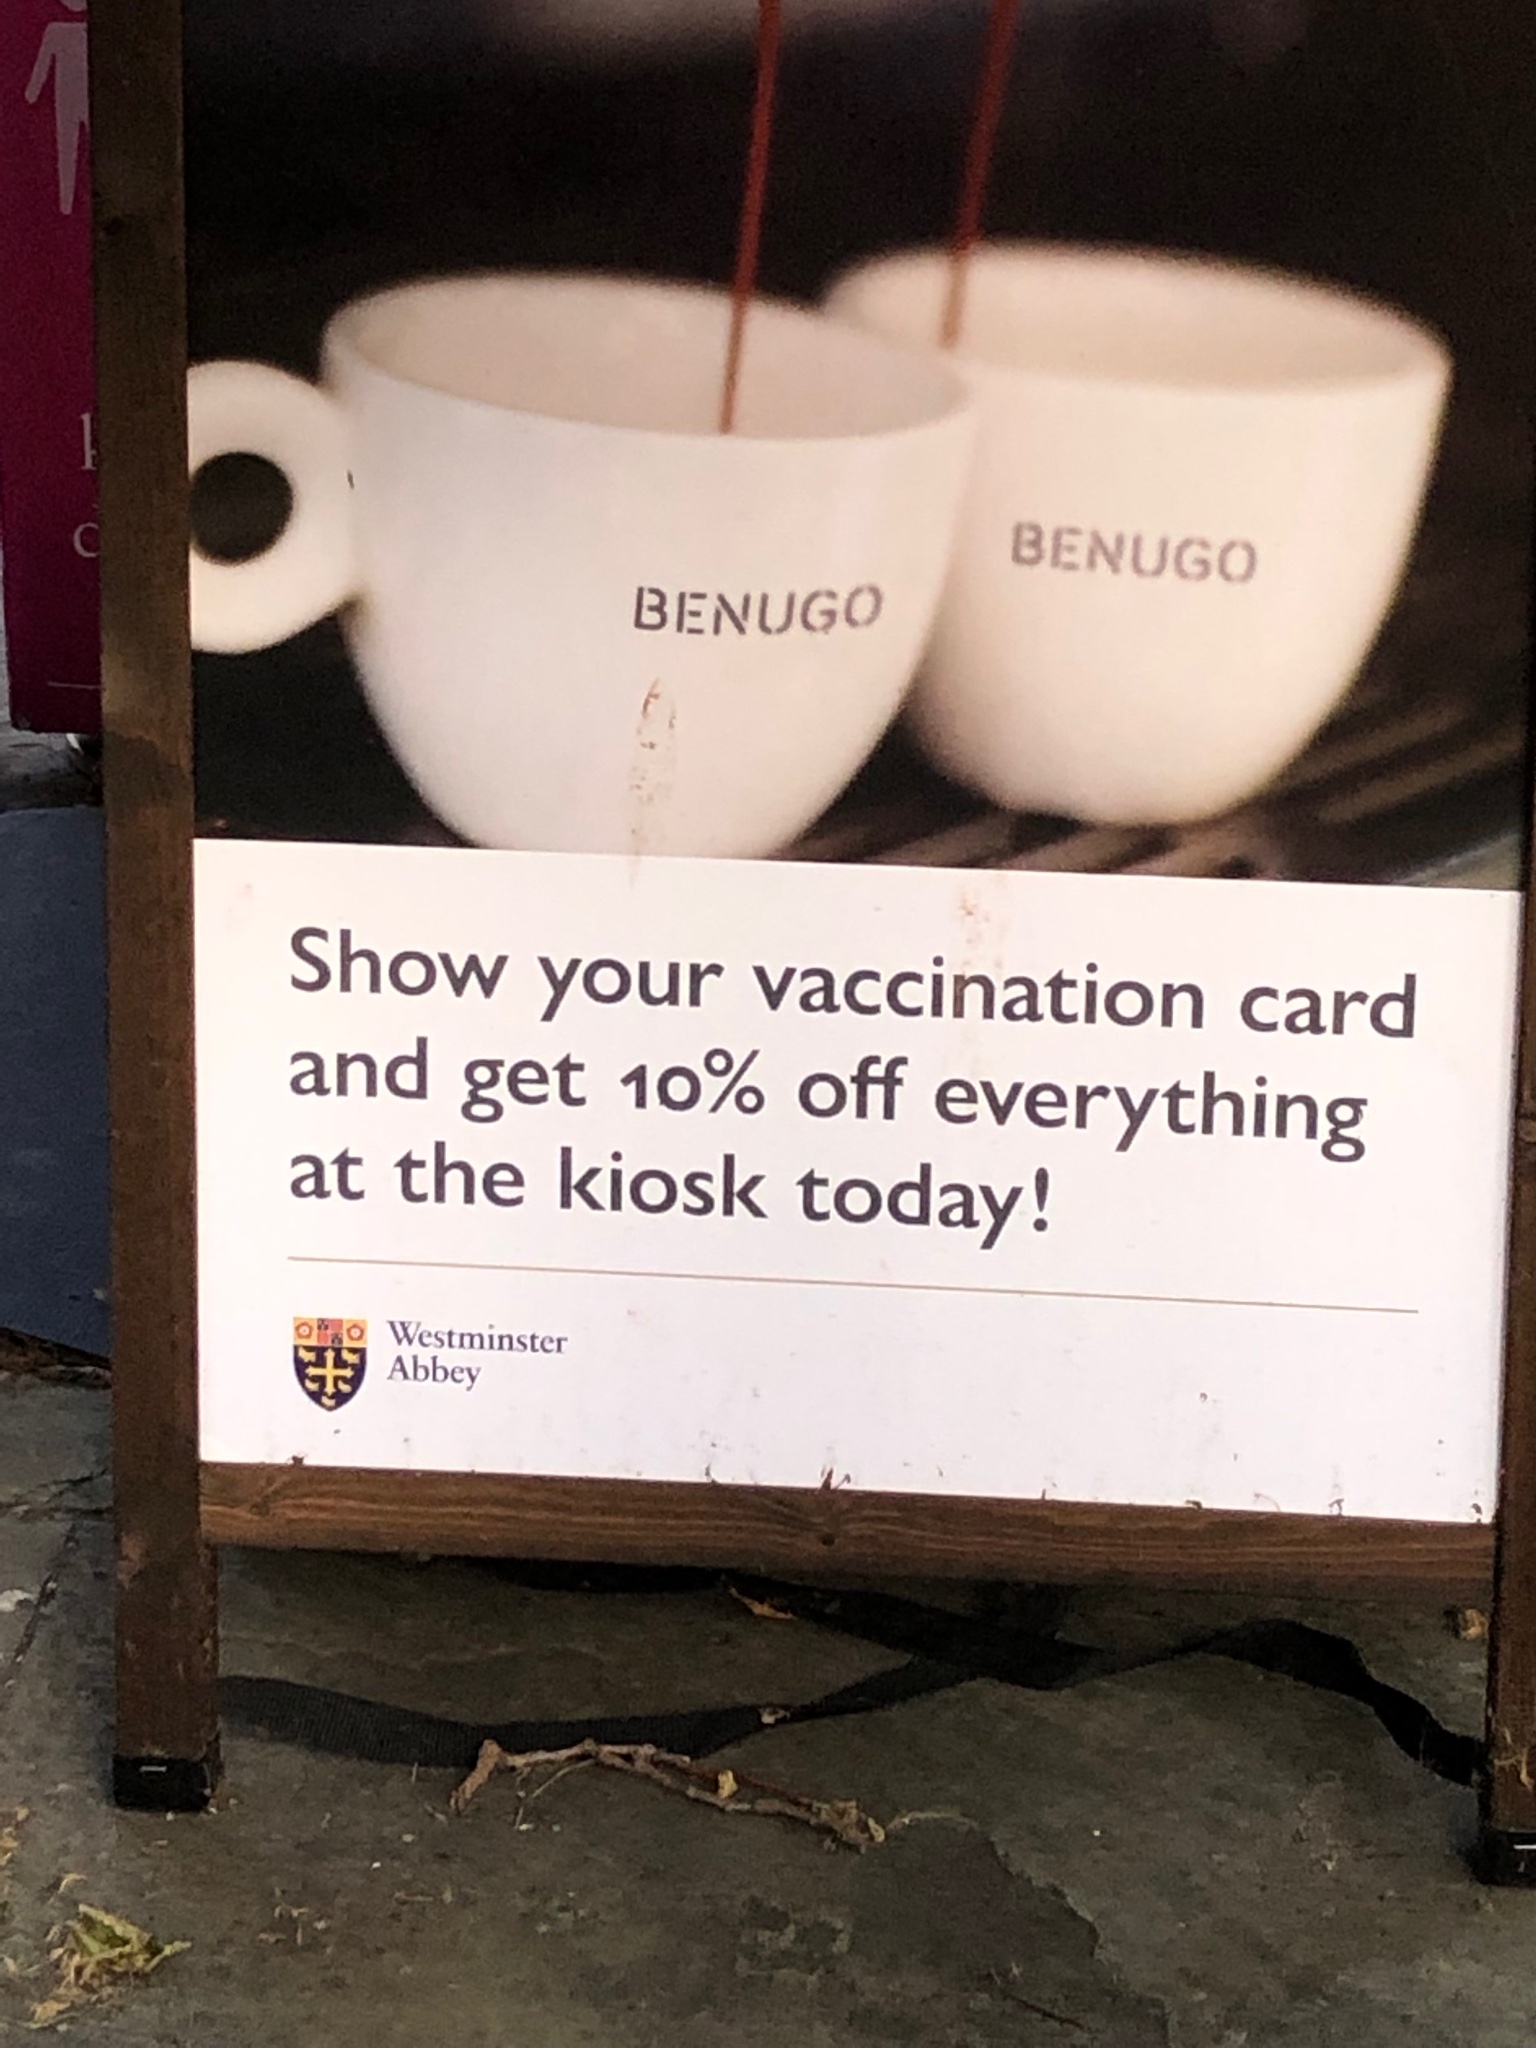 BENUGO
BENUGO
Show your vaccination card
and get 10% off everything
at the kiosk today!
Westminster
Abbey